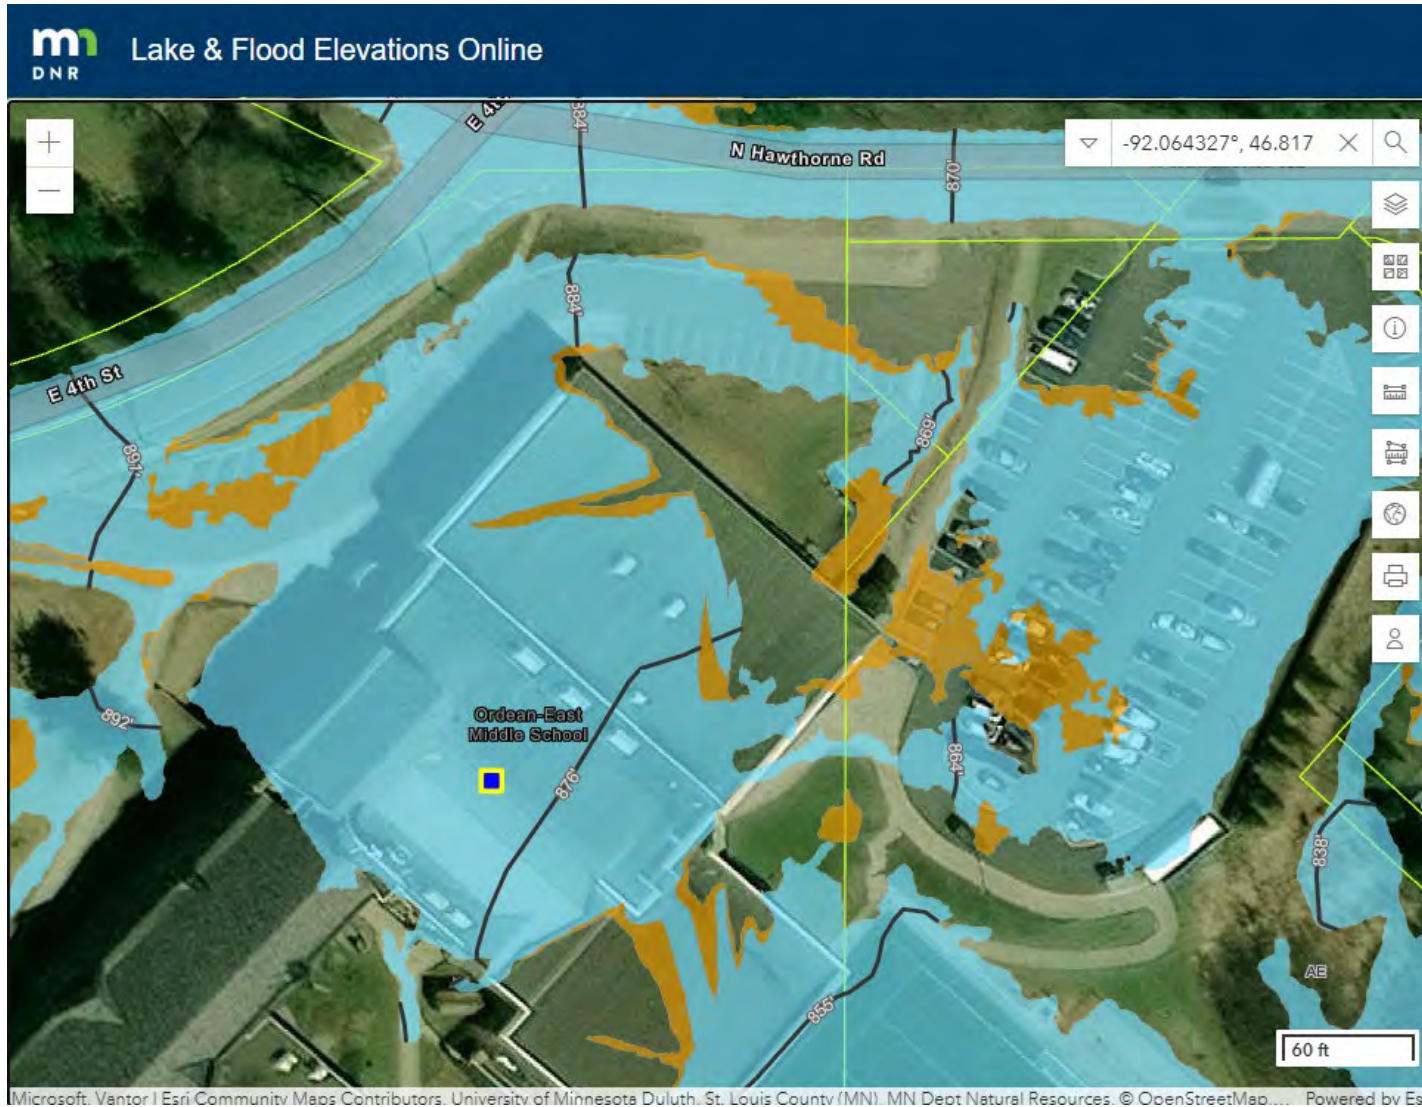 mn
DNR
Lake & Flood Elevations Online
E 4th
884'
N Hawthorne Rd
870'
-92.064327°, 46.817
884'
E 4th St
891'
869'
892'
Ordean-East
Middle School
876'
864'
838'
855'
AE
60 ft
Microsoft, Vantor | Esri Community Maps Contributors, University of Minnesota Duluth, St. Louis County (MN), MN Dept Natural Resources, © OpenStreetMap,... Powered by Es